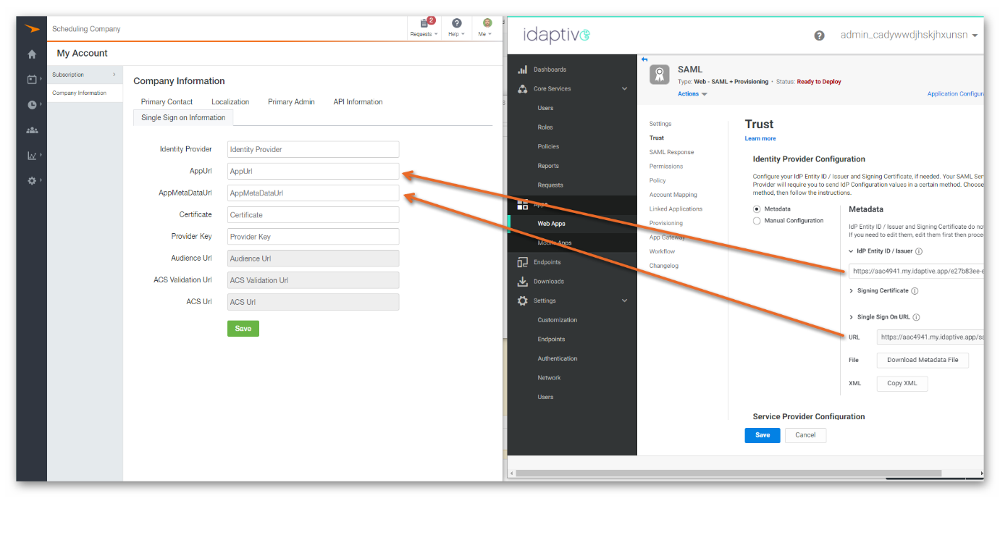 Scheduling Company
2
Requests
Help
Me
My Account
Subscription
Company Information
Company Information
Primary Contact
Localization
Primary Admin
API Information
Single Sign on Information
Identity Provider
Identity Provider
AppUrl
AppUrl
AppMetaDataUrl
AppMetaDataUrl
Certificate
Certificate
Provider Key
Provider Key
Audience Url
Audience Url
ACS Validation Url
ACS Validation Url
ACS Url
ACS Url
Save
idaptive
?
admin_cadywwdjhskjhxunsn
Dashboards
Core Services
Users
Roles
Policies
Reports
Requests
Apps
Web Apps
Mobile Apps
Endpoints
Downloads
Settings
Customization
Endpoints
Authentication
Network
Users
SAML
Type: Web - SAML + Provisioning · Status: Ready to Deploy
Actions
Application Configura
Settings
Trust
SAML Response
Permissions
Policy
Account Mapping
Linked Applications
Provisioning
App Gateway
Workflow
Changelog
Trust
Learn more
Identity Provider Configuration
Configure your IdP Entity ID / Issuer and Signing Certificate, if needed. Your SAML Ser
Provider will require you to send IdP Configuration values in a certain method. Choose
method, then follow the instructions.
Metadata
Manual Configuration
Metadata
IdP Entity ID / Issuer and Signing Certificate do no
If you need to edit them, edit them first then proce
IdP Entity ID / Issuer
https://aac4941.my.idaptive.app/e27b83ee-
Signing Certificate
Single Sign On URL
URL
https://aac4941.my.idaptive.app/sa
File
Download Metadata File
XML
Copy XML
Service Provider Configuration
Save
Cancel